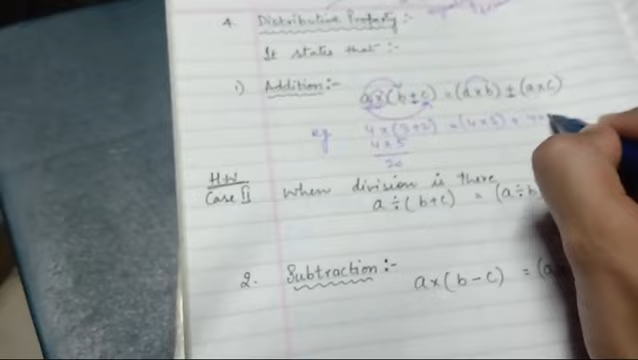 4. Distributive Property :-
It states that :-
i) Addition :- a×(b±c) = (a×b) ± (a×c)
eg 4×(3+2) = (4×3) + 4×
4×5
20
H.W
Case II When division is there
a÷(b+c) = (a÷b
2. Subtraction :- a×(b-c) = (a